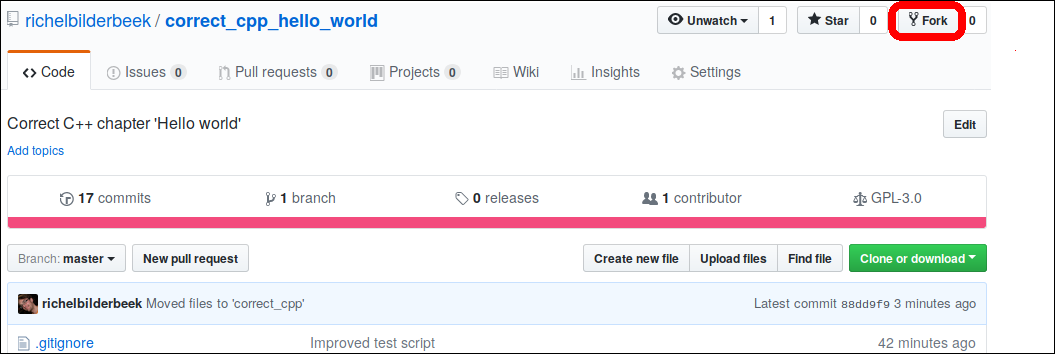 richelbilderbeek / correct_cpp_hello_world Unwatch 1 Star 0 Fork 0
Code Issues 0 Pull requests 0 Projects 0 Wiki Insights Settings
Correct C++ chapter 'Hello world' Edit
Add topics
17 commits 1 branch 0 releases 1 contributor GPL-3.0
Branch: master New pull request Create new file Upload files Find file Clone or download
richelbilderbeek Moved files to 'correct_cpp' Latest commit 88dd9f9 3 minutes ago
.gitignore Improved test script 42 minutes ago